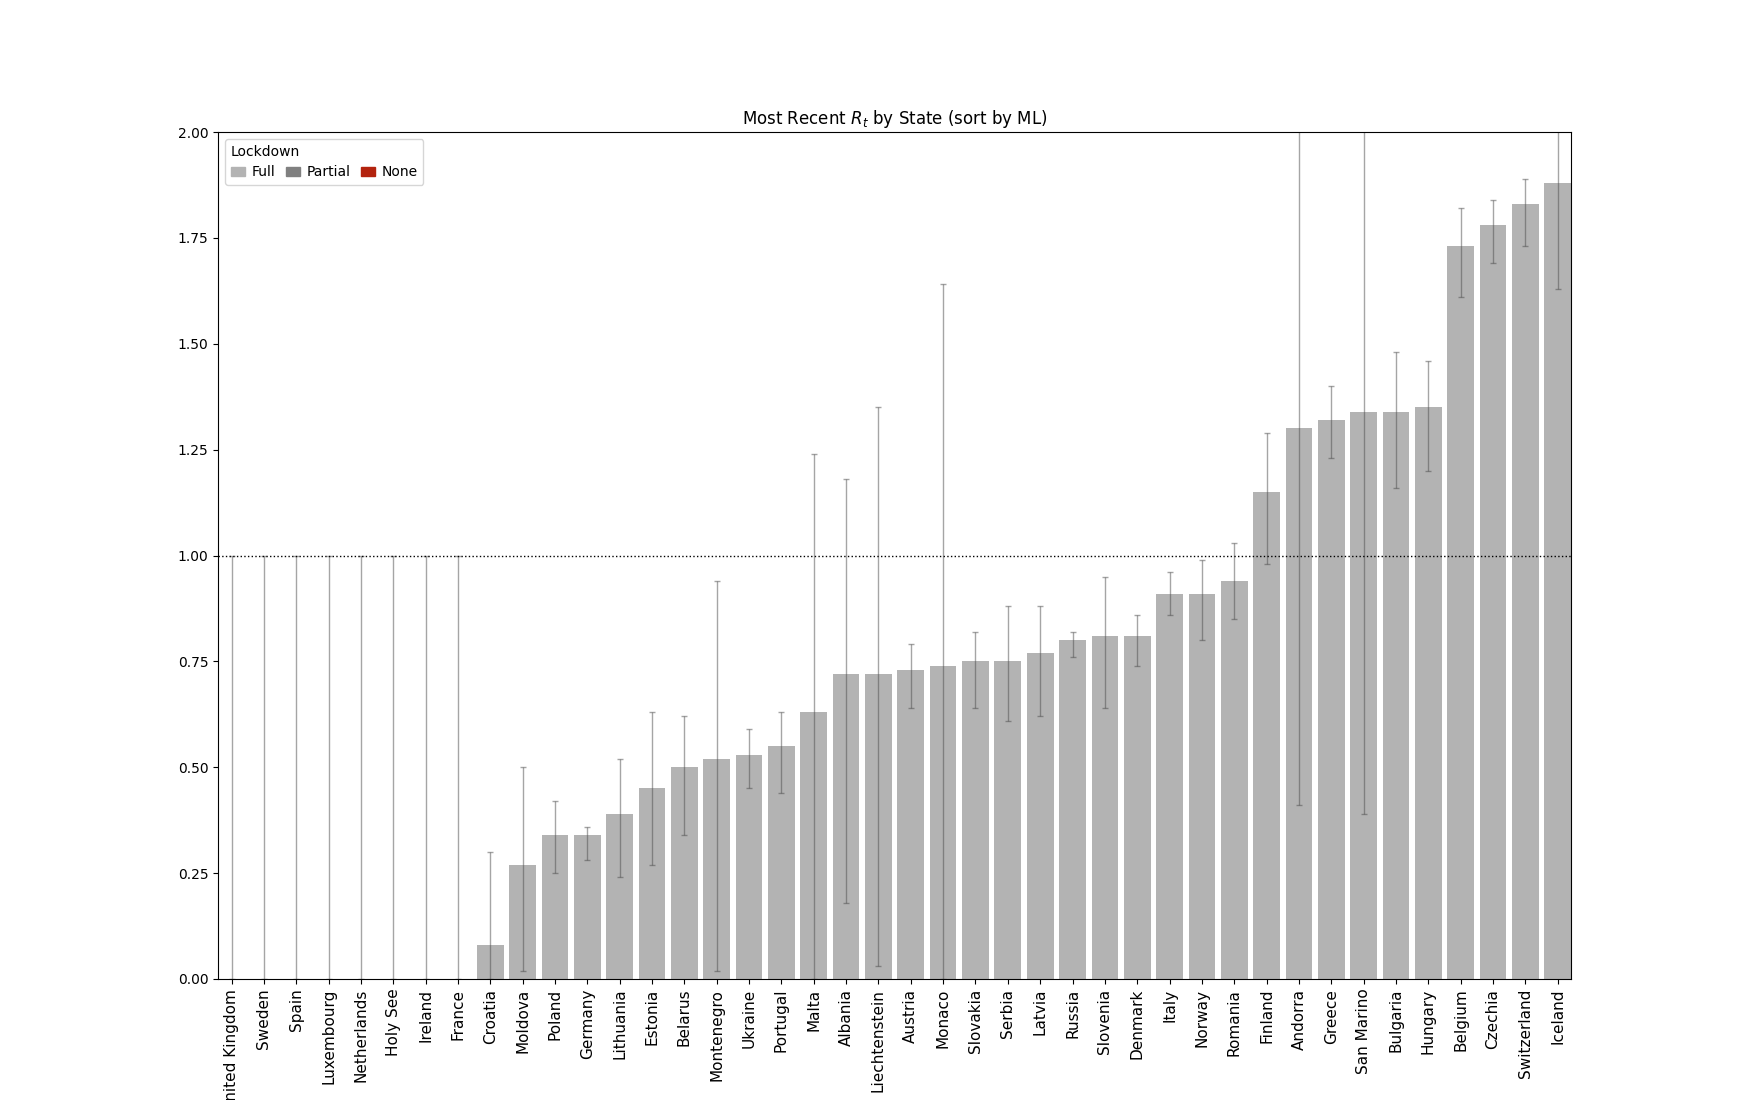 Most Recent R_t by State (sort by ML)
Lockdown
Full Partial None
2.00
1.75
1.50
1.25
1.00
0.75
0.50
0.25
0.00
nited Kingdom
Sweden
Spain
Luxembourg
Netherlands
Holy See
Ireland
France
Croatia
Moldova
Poland
Germany
Lithuania
Estonia
Belarus
Montenegro
Ukraine
Portugal
Malta
Albania
Liechtenstein
Austria
Monaco
Slovakia
Serbia
Latvia
Russia
Slovenia
Denmark
Italy
Norway
Romania
Finland
Andorra
Greece
San Marino
Bulgaria
Hungary
Belgium
Czechia
Switzerland
Iceland